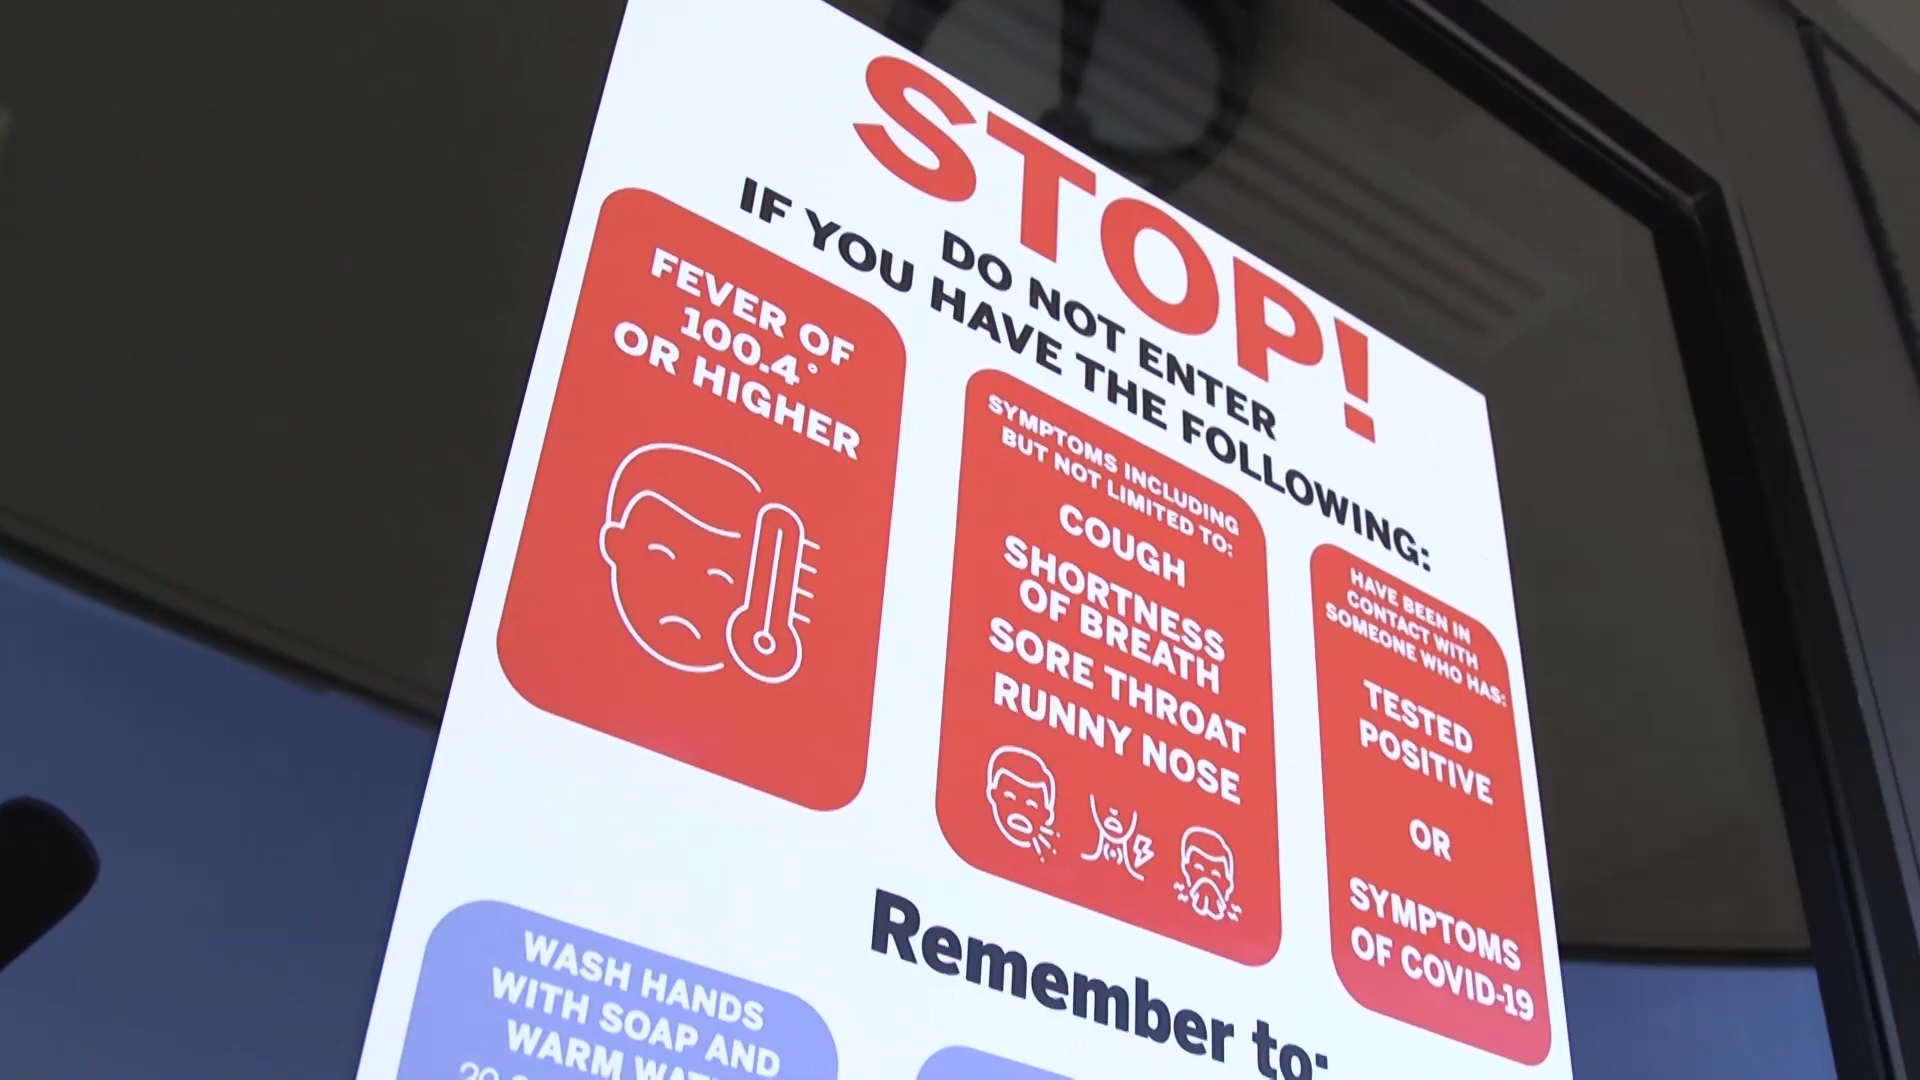 STOP!
DO NOT ENTER
IF YOU HAVE THE FOLLOWING:
FEVER OF
100.4°
OR HIGHER
SYMPTOMS INCLUDING
BUT NOT LIMITED TO:
COUGH
SHORTNESS
OF BREATH
SORE THROAT
RUNNY NOSE
HAVE BEEN IN
CONTACT WITH
SOMEONE WHO HAS:
TESTED
POSITIVE
OR
SYMPTOMS
OF COVID-19
Remember to:
WASH HANDS
WITH SOAP AND
WARM